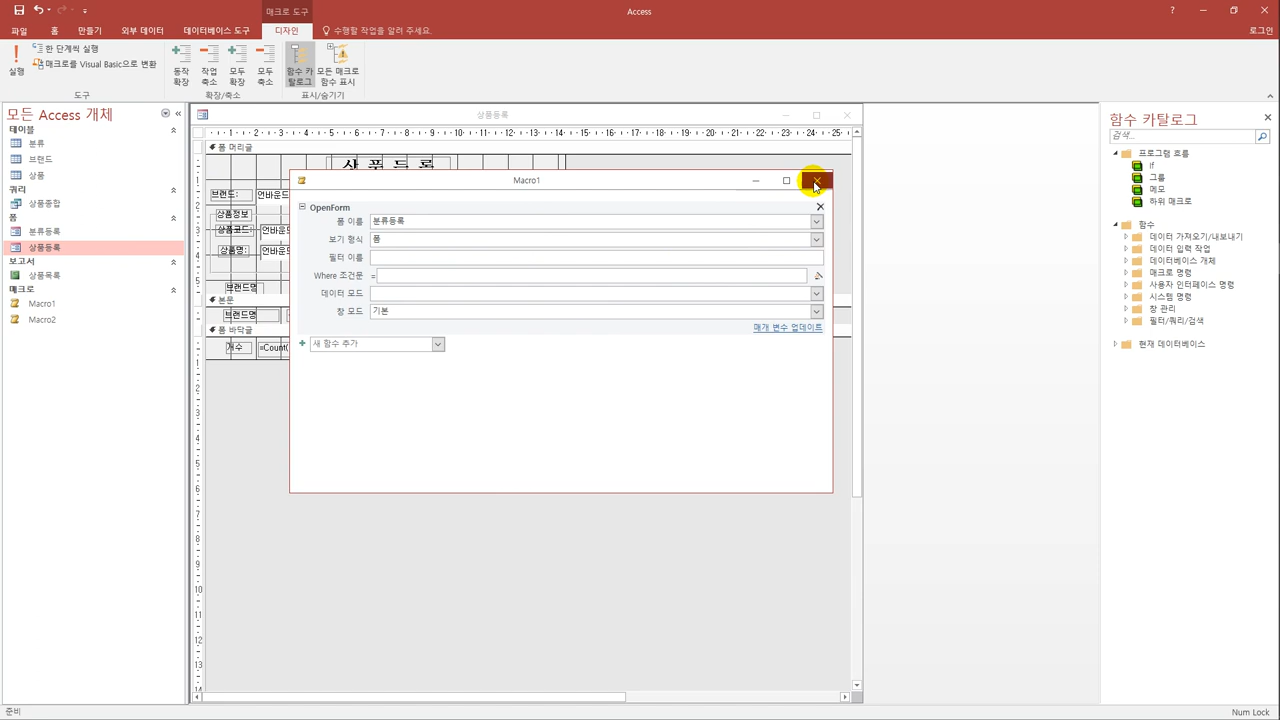 매크로 도구
Access
파일 홈 만들기 외부 데이터 데이터베이스 도구 디자인 수행할 작업을 알려 주세요. 로그인
실행
한 단계씩 실행
매크로를 Visual Basic으로 변환
도구
동작 확장
작업 축소
모두 확장
모두 축소
확장/축소
함수 카탈로그
모든 매크로 함수 표시
표시/숨기기
모든 Access 개체
테이블
분류
브랜드
상품
쿼리
상품종합
폼
분류등록
상품등록
보고서
상품목록
매크로
Macro1
Macro2
상품등록
폼 머리글
상 품 등 록
브랜드: 언바운드
상품정보
상품코드: 언바운드
상품명: 언바운드
브랜드명
본문
브랜드명
폼 바닥글
개수 =Count(
Macro1
OpenForm
폼 이름 분류등록
보기 형식 폼
필터 이름
Where 조건문 =
데이터 모드
창 모드 기본
매개 변수 업데이트
새 함수 추가
함수 카탈로그
검색...
프로그램 흐름
If
그룹
메모
하위 매크로
함수
데이터 가져오기/내보내기
데이터 입력 작업
데이터베이스 개체
매크로 명령
사용자 인터페이스 명령
시스템 명령
창 관리
필터/쿼리/검색
현재 데이터베이스
준비
Num Lock